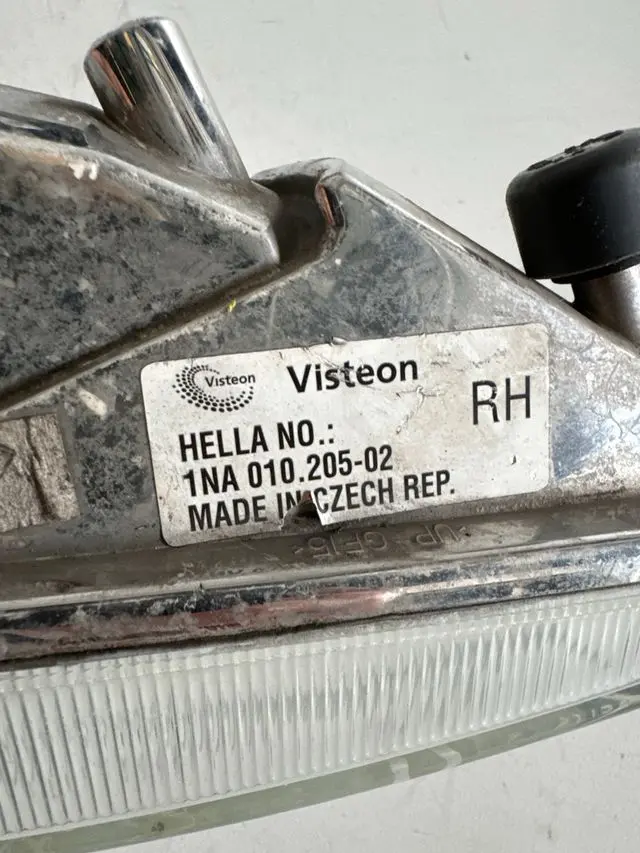 Visteon Visteon
RH
HELLA NO.:
1NA 010.205-02
MADE IN CZECH REP.